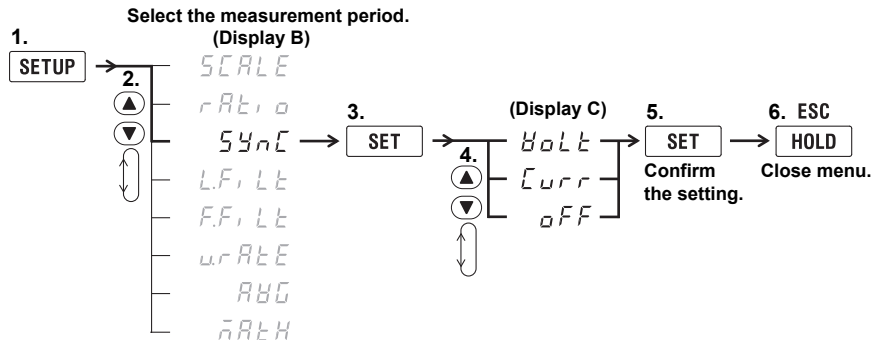 Select the measurement period.
1.
(Display B)
SETUP
2.
SCALE
rAtio
SYnC
L.FiLt
F.FiLt
u.rAtE
AVG
MAtH
3.
SET
(Display C)
4.
VoLt
Curr
oFF
5.
SET
Confirm
the setting.
6. ESC
HOLD
Close menu.